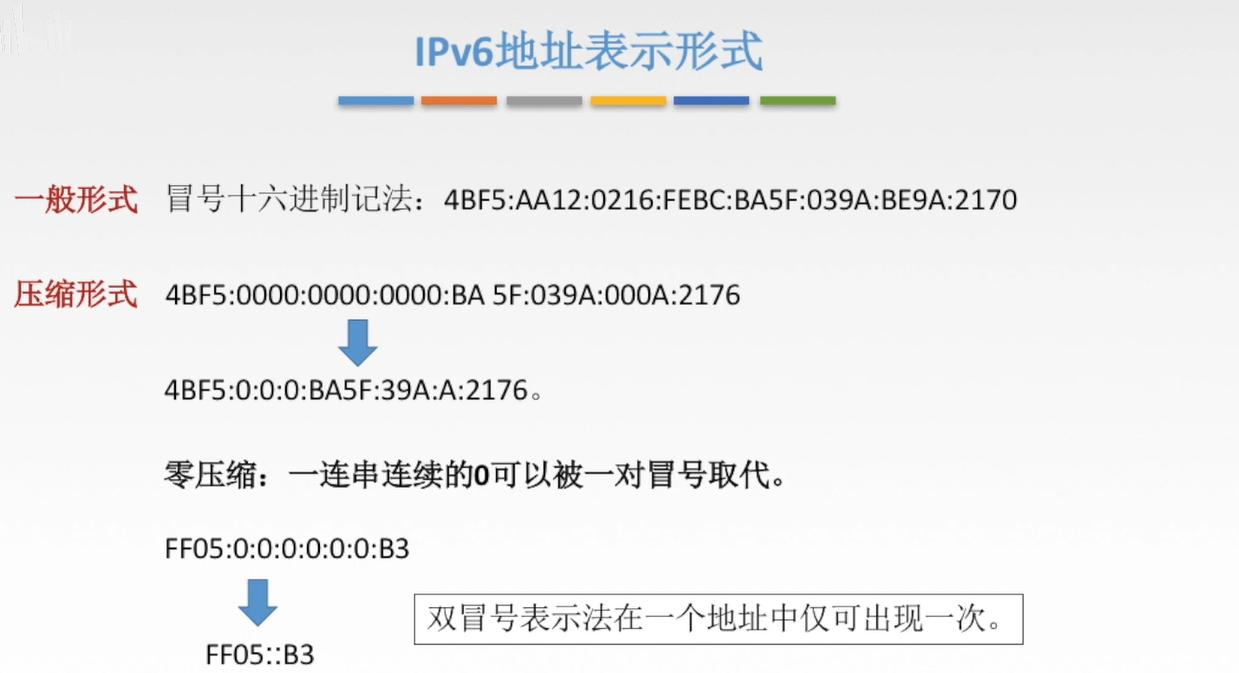 IPv6地址表示形式
一般形式 冒号十六进制记法：4BF5:AA12:0216:FEBC:BA5F:039A:BE9A:2170
压缩形式 4BF5:0000:0000:0000:BA 5F:039A:000A:2176
4BF5:0:0:0:BA5F:39A:A:2176。
零压缩：一连串连续的0可以被一对冒号取代。
FF05:0:0:0:0:0:0:B3
双冒号表示法在一个地址中仅可出现一次。
FF05::B3